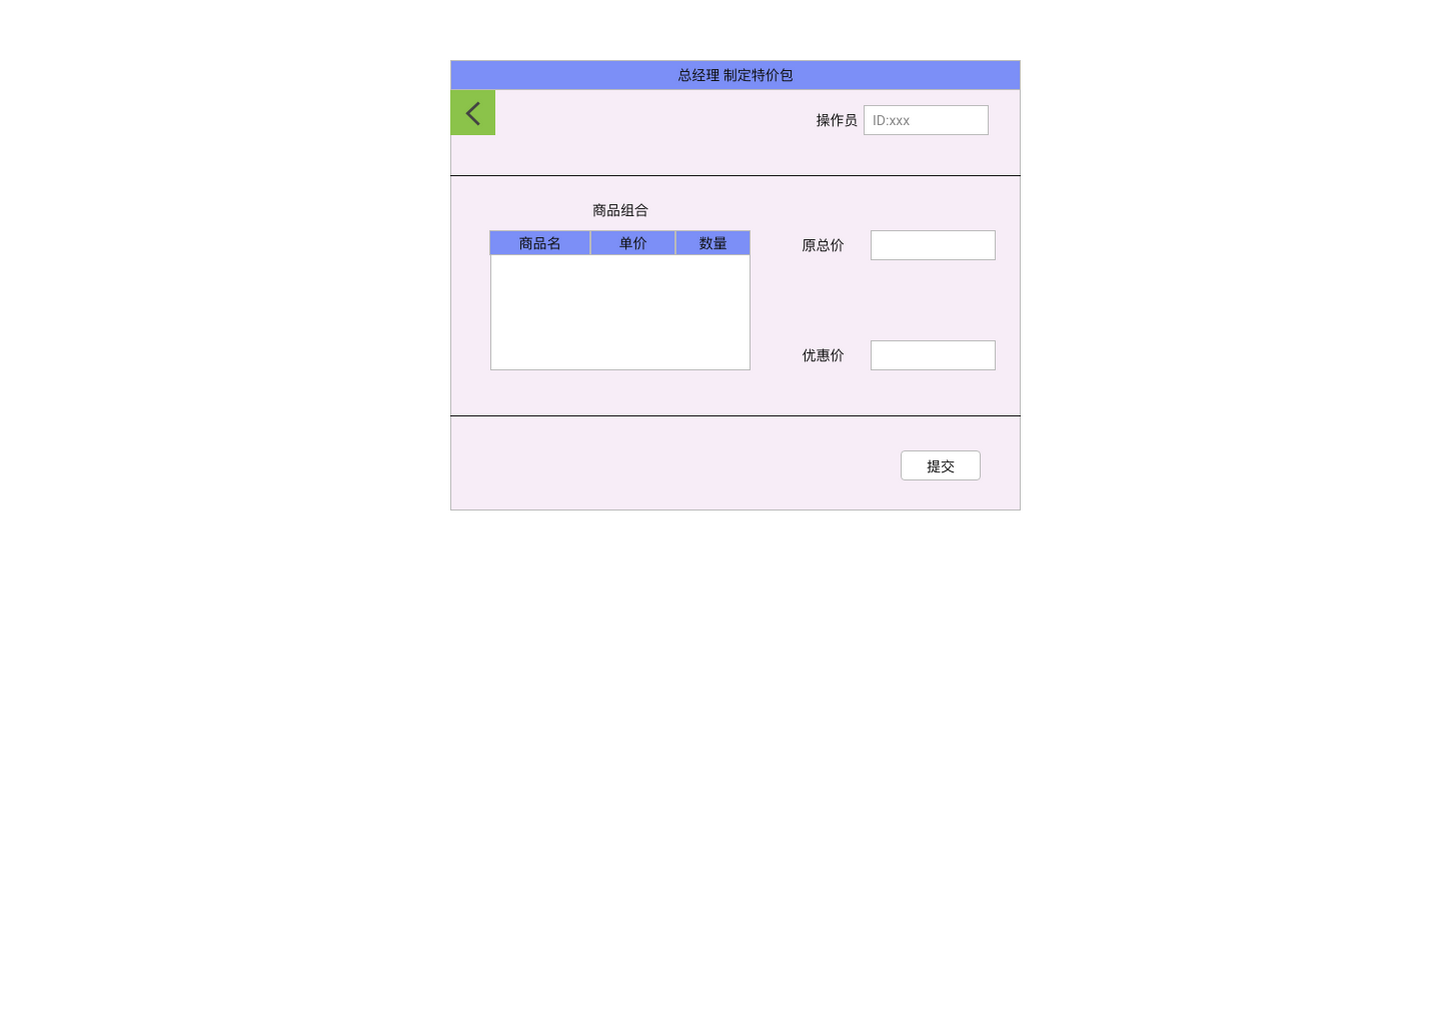 总经理 制定特价包
操作员 ID:xxx
商品组合
商品名 单价 数量
原总价
优惠价
提交